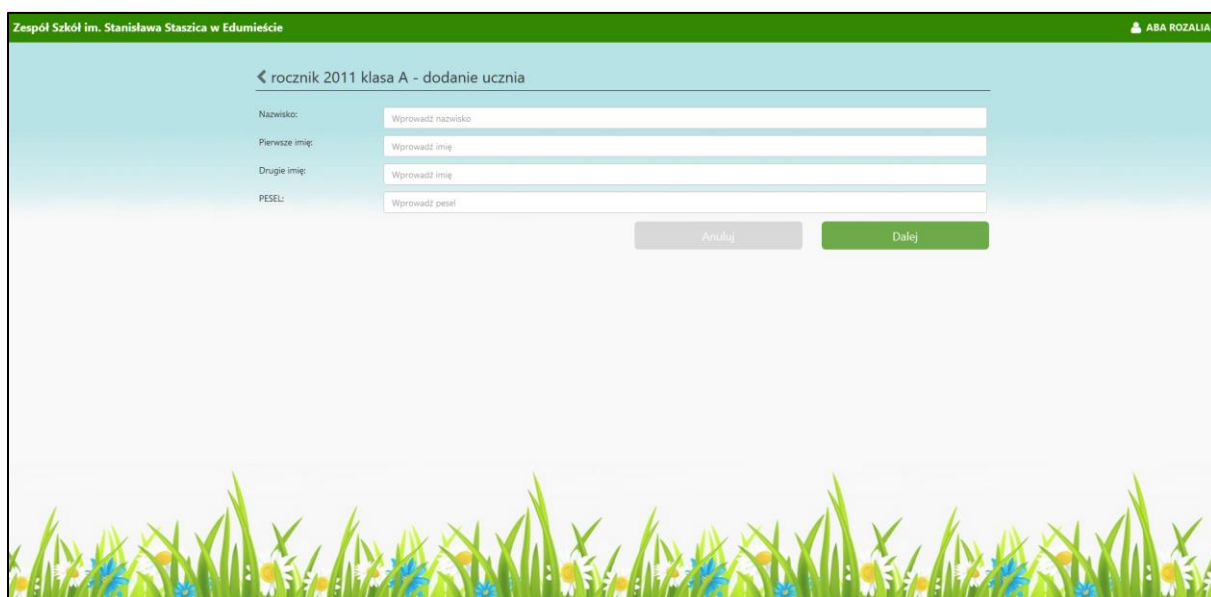 Zespół Szkół im. Stanisława Staszica w Edumieście
ABA ROZALIA
rocznik 2011 klasa A - dodanie ucznia
Nazwisko:
Wprowadź nazwisko
Pierwsze imię:
Wprowadź imię
Drugie imię:
Wprowadź imię
PESEL:
Wprowadź pesel
Anuluj
Dalej